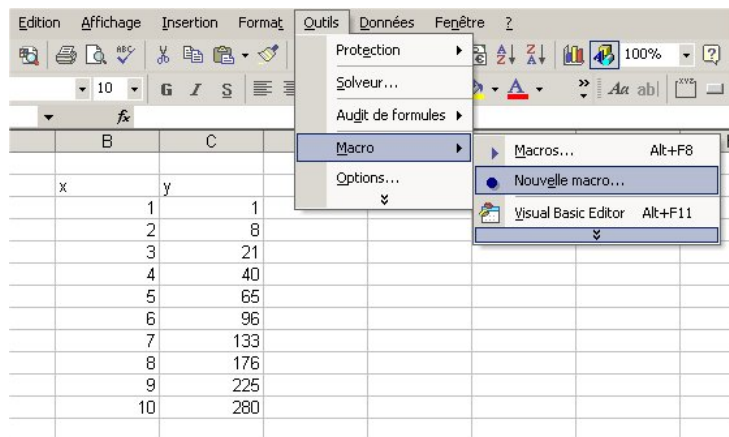 Edition Affichage Insertion Format Outils Données Fenêtre ?
100%
10 G I S Aa ab|
fx
Protection
Solveur...
Audit de formules
Macro
Options...
Macros... Alt+F8
Nouvelle macro...
Visual Basic Editor Alt+F11
B C
x y
1 1
2 8
3 21
4 40
5 65
6 96
7 133
8 176
9 225
10 280